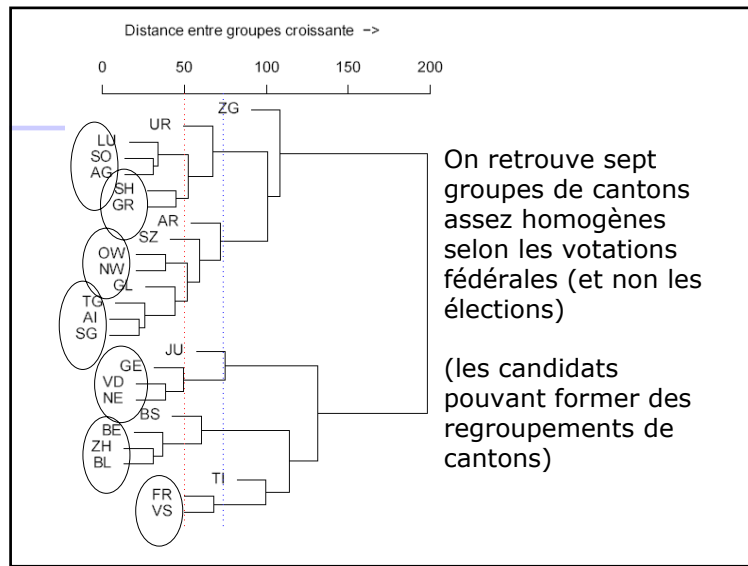 Distance entre groupes croissante –>
0 50 100 150 200
ZG
UR
LU
SO
AG
SH
GR
AR
SZ
OW
NW
GL
TG
AI
SG
JU
GE
VD
NE
BS
BE
ZH
BL
TI
FR
VS
On retrouve sept
groupes de cantons
assez homogènes
selon les votations
fédérales (et non les
élections)
(les candidats
pouvant former des
regroupements de
cantons)